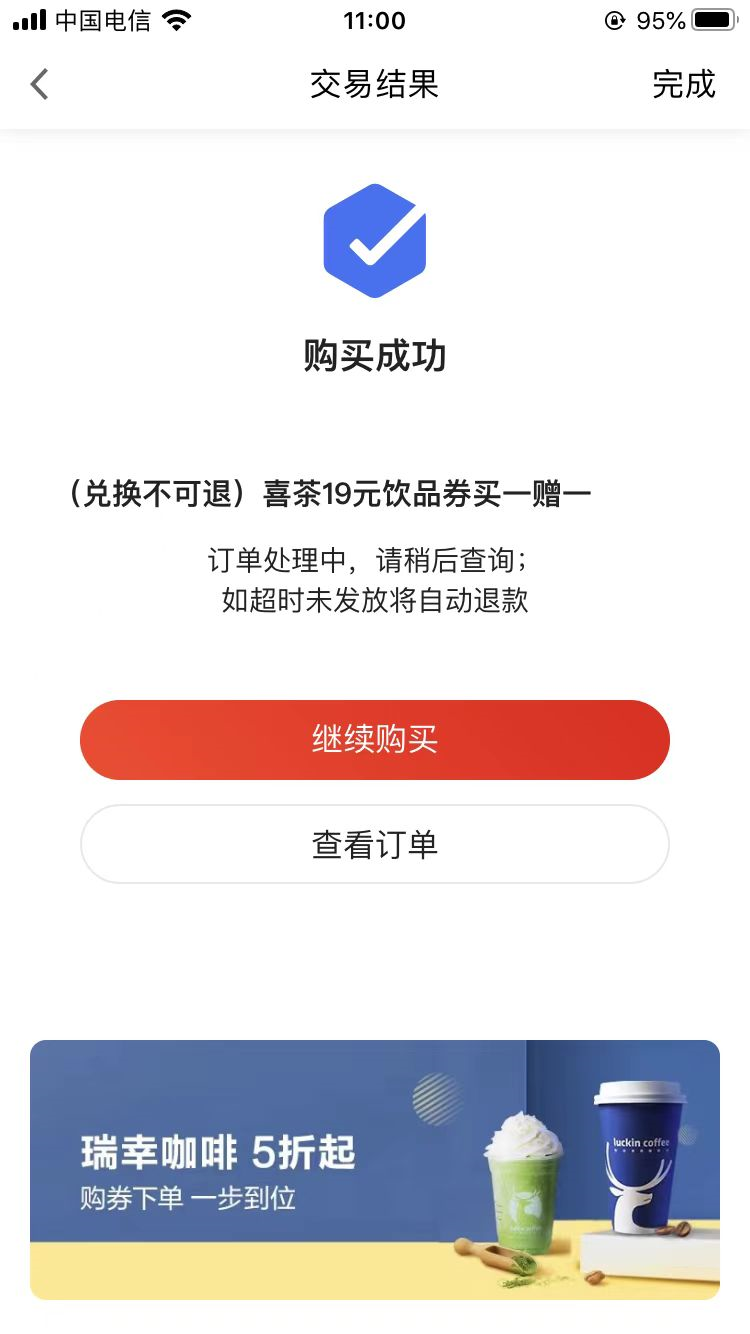 中国电信
11:00
95%
交易结果
完成
购买成功
（兑换不可退）喜茶19元饮品券买一赠一
订单处理中，请稍后查询；
如超时未发放将自动退款
继续购买
查看订单
瑞幸咖啡 5折起
购券下单 一步到位
luckin coffee